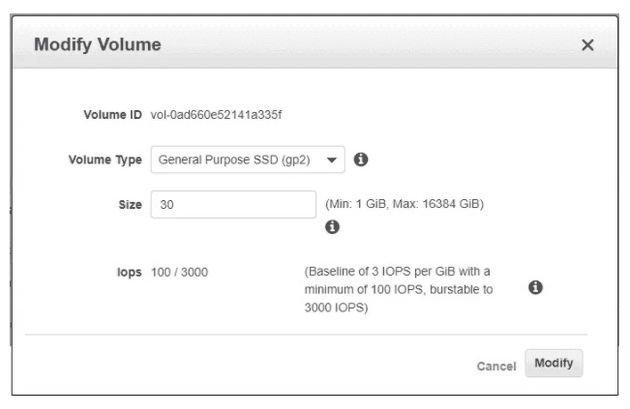 Modify Volume
Volume ID vol-0ad660e52141a335f
Volume Type General Purpose SSD (gp2)
Size 30 (Min: 1 GiB, Max: 16384 GiB)
Iops 100 / 3000 (Baseline of 3 IOPS per GiB with a
minimum of 100 IOPS, burstable to
3000 IOPS)
Cancel Modify